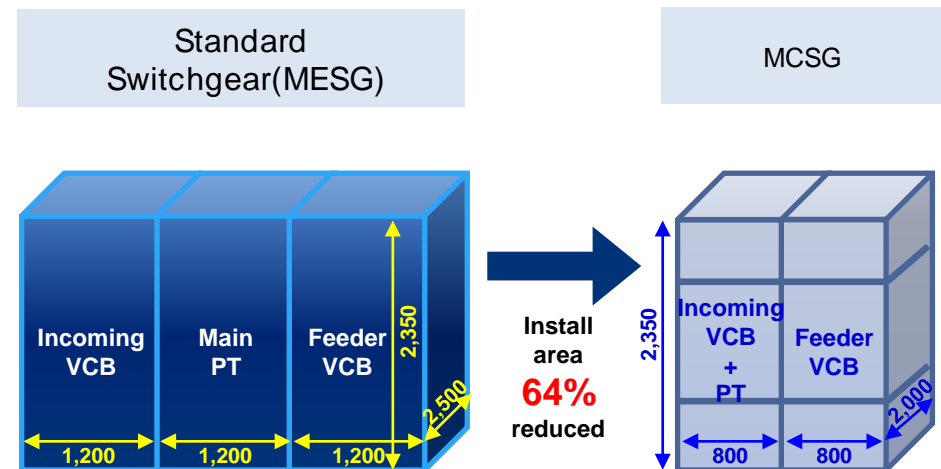 Standard
Switchgear(MESG)
MCSG
Incoming
VCB
Main
PT
Feeder
VCB
2,350
2,500
1,200
1,200
1,200
Install
area
64%
reduced
2,350
Incoming
VCB
+
PT
Feeder
VCB
2,000
800
800